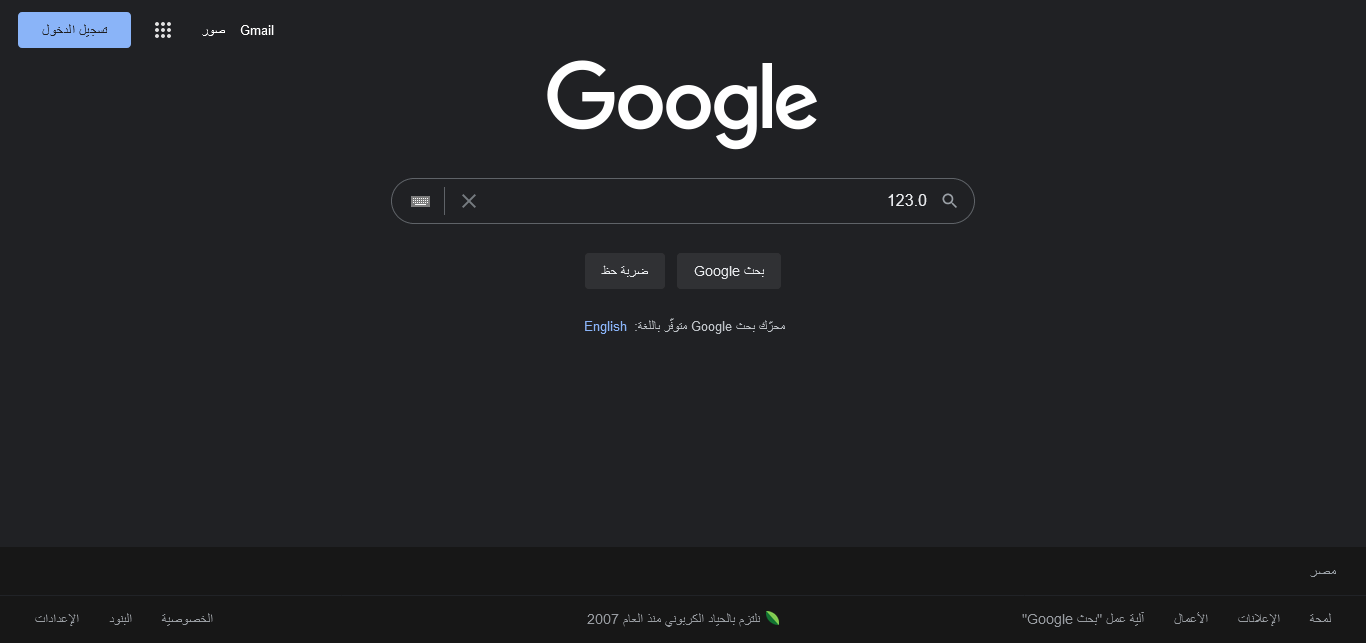 Gmail صور تسجيل الدخول
Google
123.0
بحث Google ضربة حظ
محرّك بحث Google متوفّر باللغة: English
مصر
لمحة الإعلانات الأعمال آلية عمل "بحث Google" نلتزم بالحياد الكربوني منذ العام 2007 الخصوصية البنود الإعدادات